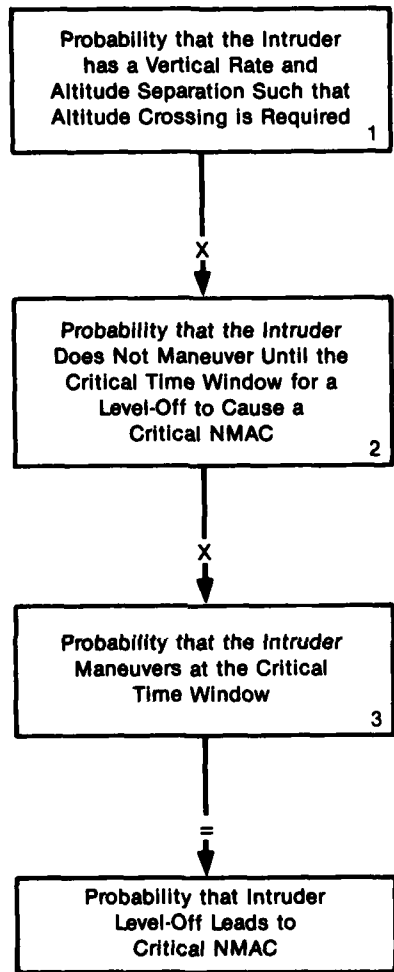 Probability that the Intruder
has a Vertical Rate and
Altitude Separation Such that
Altitude Crossing is Required
1
X
Probability that the Intruder
Does Not Maneuver Until the
Critical Time Window for a
Level-Off to Cause a
Critical NMAC
2
X
Probability that the Intruder
Maneuvers at the Critical
Time Window
3
=
Probability that Intruder
Level-Off Leads to
Critical NMAC